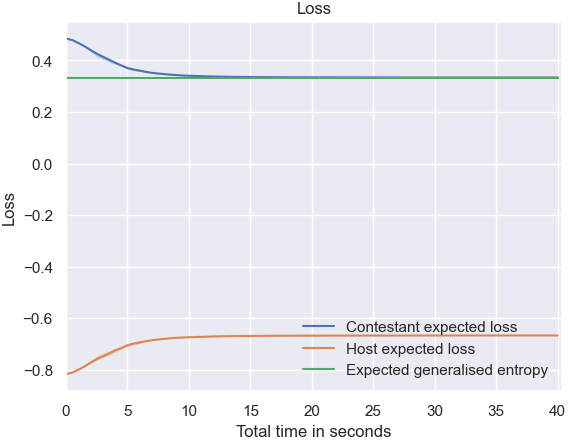 Loss
0.4
0.2
0.0
−0.2
−0.4
−0.6
−0.8
Loss
Contestant expected loss
Host expected loss
Expected generalised entropy
0 5 10 15 20 25 30 35 40
Total time in seconds